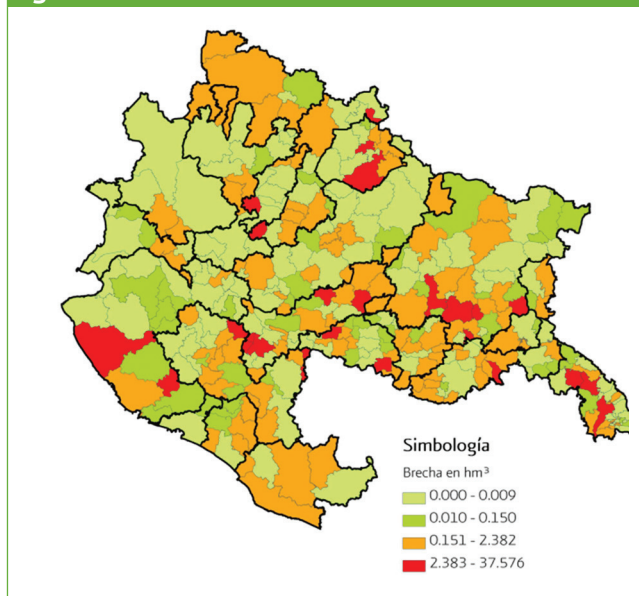 Simbología
Brecha en hm³
0.000 - 0.009
0.010 - 0.150
0.151 - 2.382
2.383 - 37.576